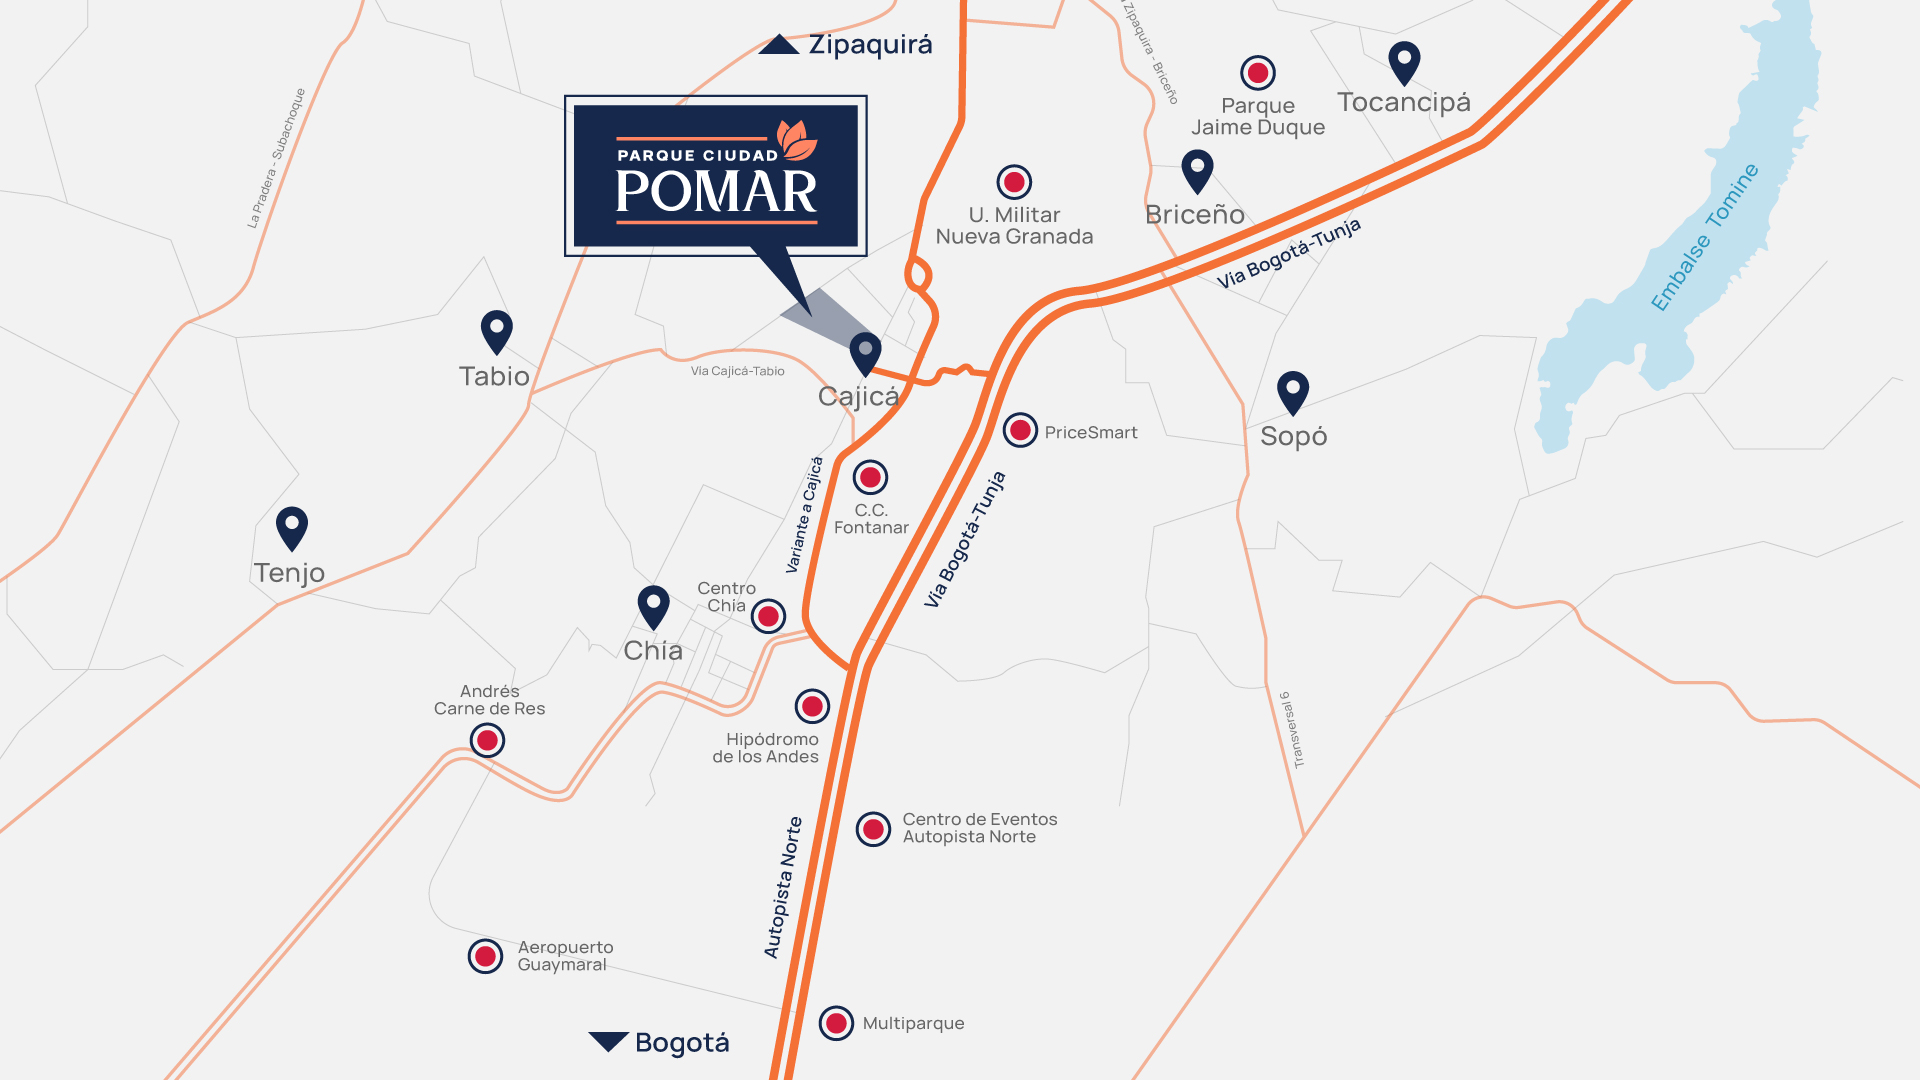 Zipaquirá
Zipaquira - Briceño
Parque
Jaime Duque
Tocancipá
La Pradera - Subachoque
PARQUE CIUDAD
POMAR
U. Militar
Nueva Granada
Briceño
Vía Bogotá-Tunja
Embalse Tomine
Tabio
Vía Cajicá-Tabio
Cajicá
PriceSmart
Sopó
Variante a Cajicá
C.C.
Fontanar
Vía Bogotá-Tunja
Tenjo
Centro
Chía
Chía
Andrés
Carne de Res
Hipódromo
de los Andes
Transversal 6
Centro de Eventos
Autopista Norte
Autopista Norte
Aeropuerto
Guaymaral
Multiparque
Bogotá